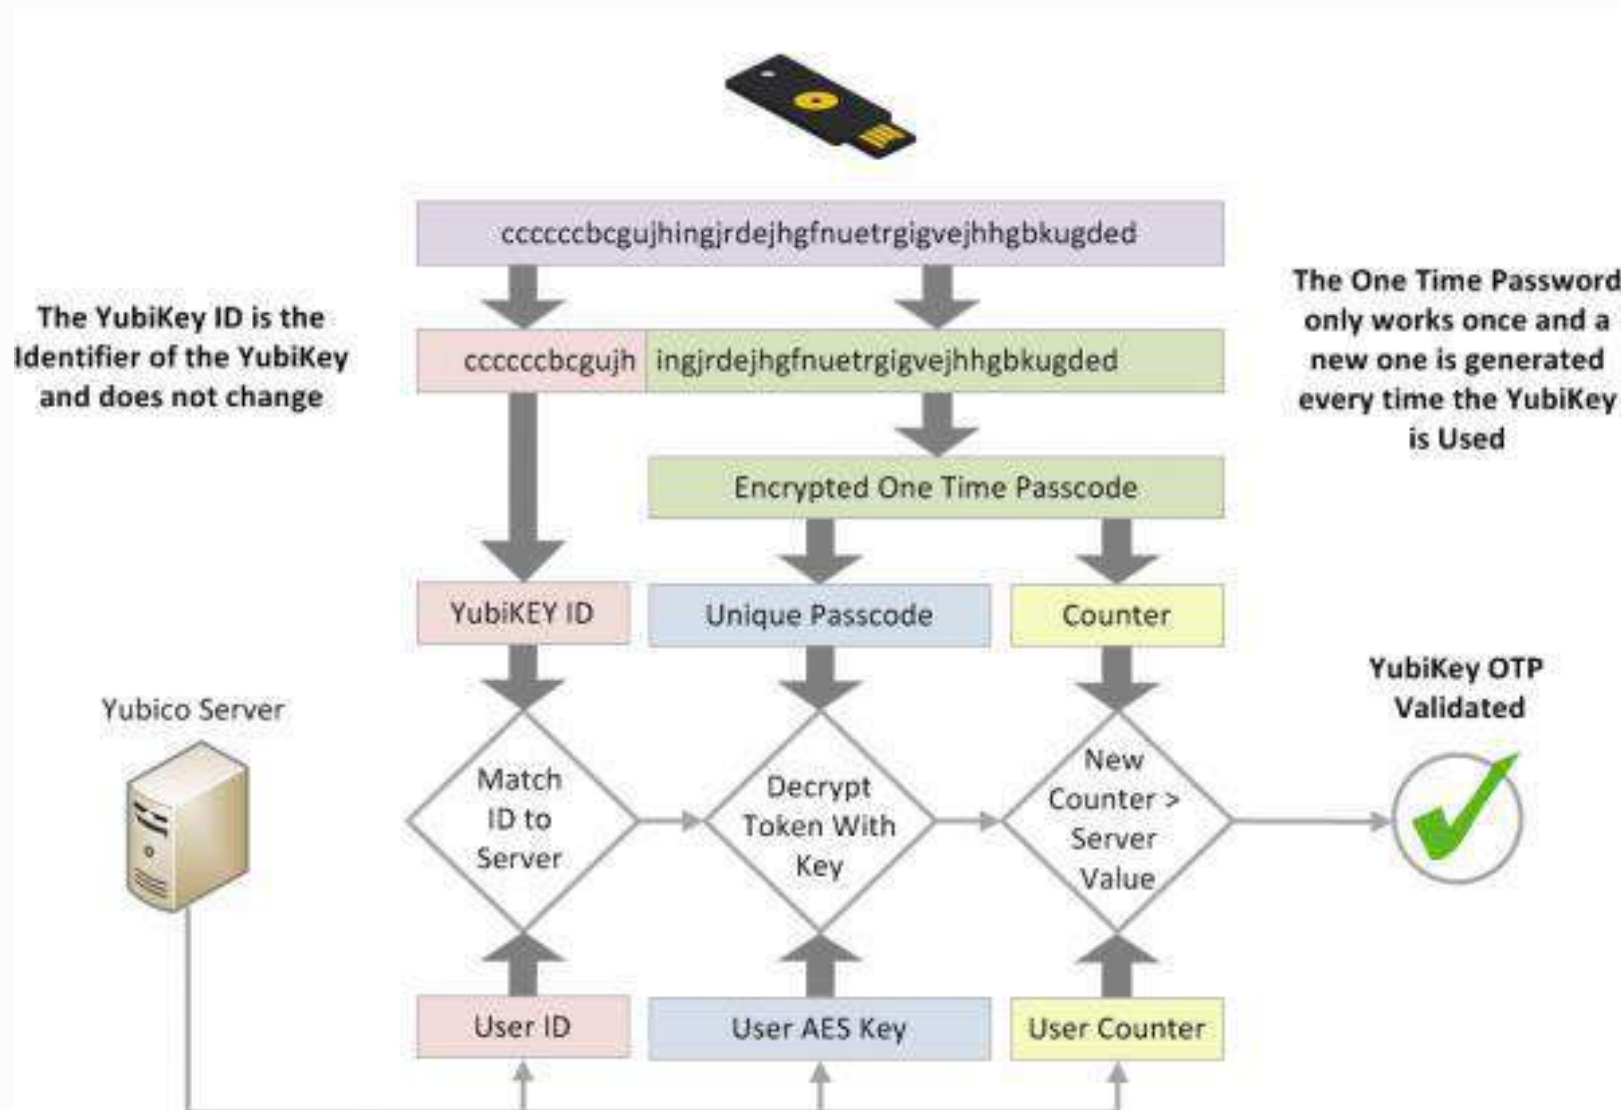 ccccccbcgujhingjrdejhgfnuetrgigvejhhgbkugded
The YubiKey ID is the
Identifier of the YubiKey
and does not change
ccccccbcgujh
ingjrdejhgfnuetrgigvejhhgbkugded
The One Time Password
only works once and a
new one is generated
every time the YubiKey
is Used
Encrypted One Time Passcode
YubiKEY ID
Unique Passcode
Counter
Yubico Server
Match
ID to
Server
Decrypt
Token With
Key
New
Counter >
Server
Value
YubiKey OTP
Validated
User ID
User AES Key
User Counter